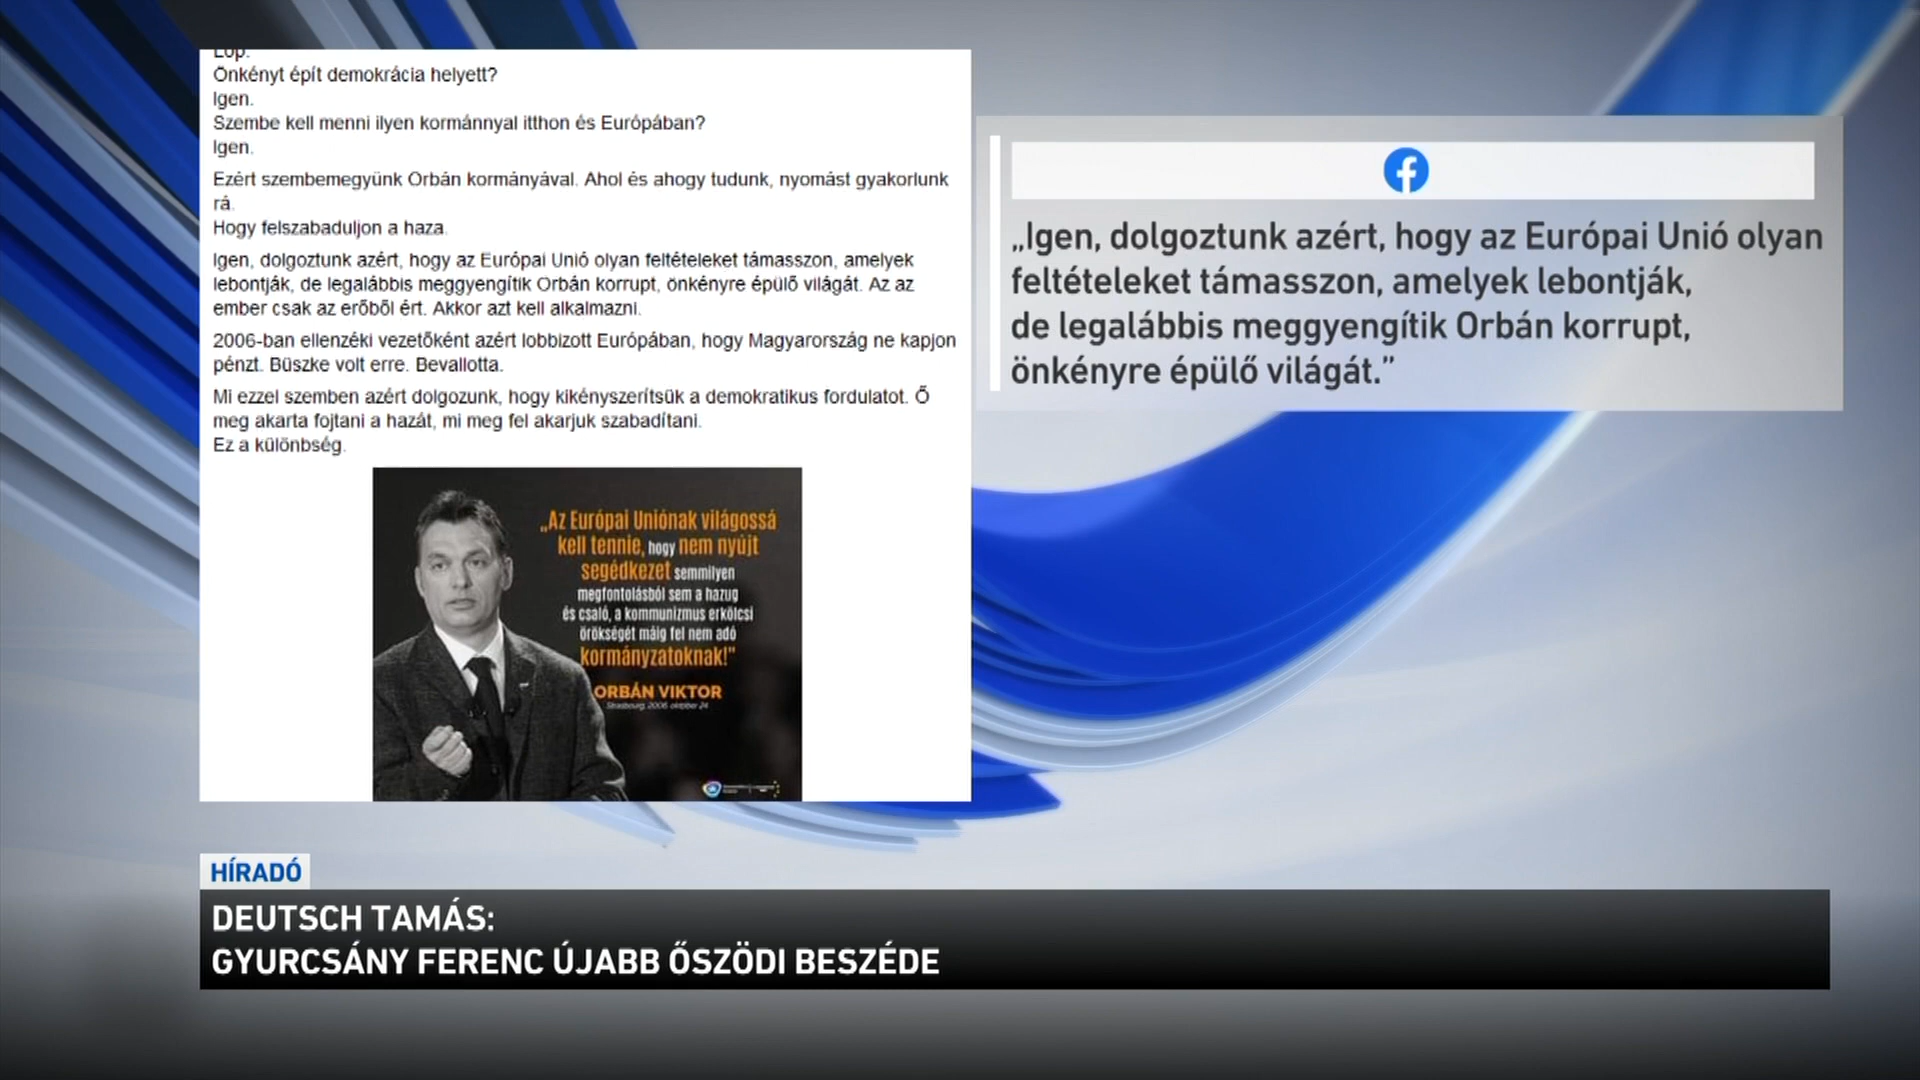 Lop.
Önkényt épít demokrácia helyett?
Igen.
Szembe kell menni ilyen kormánnyal itthon és Európában?
Igen.
Ezért szembemegyünk Orbán kormányával. Ahol és ahogy tudunk, nyomást gyakorlunk
rá.
Hogy felszabaduljon a haza.
Igen, dolgoztunk azért, hogy az Európai Unió olyan feltételeket támasszon, amelyek
lebontják, de legalábbis meggyengítik Orbán korrupt, önkényre épülő világát. Az az
ember csak az erőből ért. Akkor azt kell alkalmazni.
2006-ban ellenzéki vezetőként azért lobbizott Európában, hogy Magyarország ne kapjon
pénzt. Büszke volt erre. Bevallotta.
Mi ezzel szemben azért dolgozunk, hogy kikényszerítsük a demokratikus fordulatot. Ő
meg akarta fojtani a hazát, mi meg fel akarjuk szabadítani.
Ez a különbség.
„Az Európai Uniónak világossá
kell tennie, hogy nem nyújt
segédkezet semmilyen
megfontolásból sem a hazug
és csaló, a kommunizmus erkölcsi
örökségét máig fel nem adó
kormányzatoknak!"
ORBÁN VIKTOR
Strasbourg, 2006. október 24.
„Igen, dolgoztunk azért, hogy az Európai Unió olyan
feltételeket támasszon, amelyek lebontják,
de legalábbis meggyengítik Orbán korrupt,
önkényre épülő világát.”
HÍRADÓ
DEUTSCH TAMÁS:
GYURCSÁNY FERENC ÚJABB ŐSZÖDI BESZÉDE